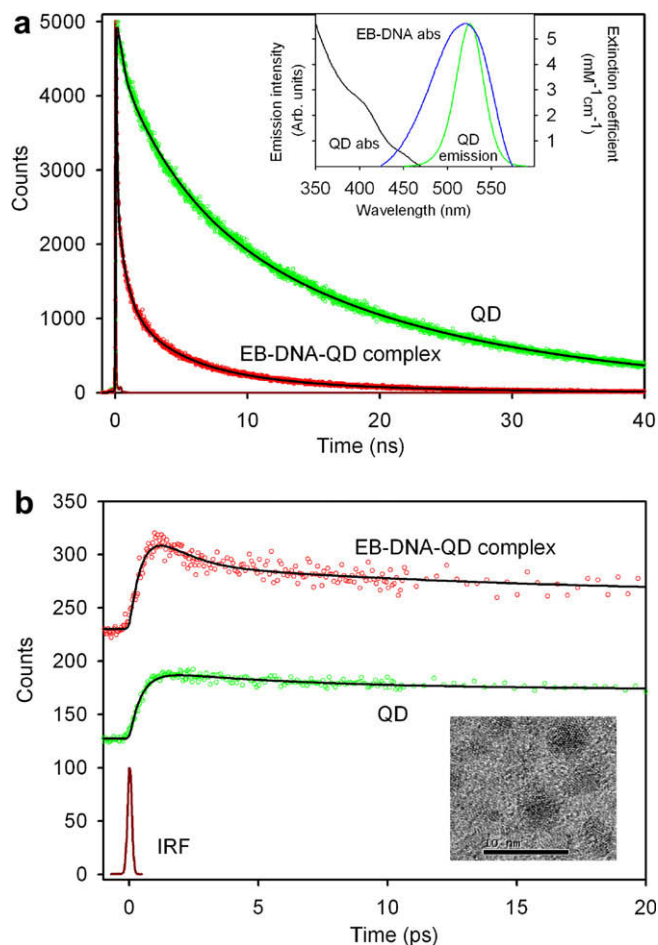 a
5000
4000
3000
2000
1000
0
Counts
0
10
20
30
40
Time (ns)
QD
EB-DNA-QD complex
EB-DNA abs
QD abs
QD
emission
Emission intensity
(Arb. units)
5
4
3
2
1
Extinction coefficient
(mM⁻¹cm⁻¹)
350
400
450
500
550
Wavelength (nm)
b
350
300
250
200
150
100
50
0
Counts
EB-DNA-QD complex
QD
IRF
10 nm
0
5
10
15
20
Time (ps)